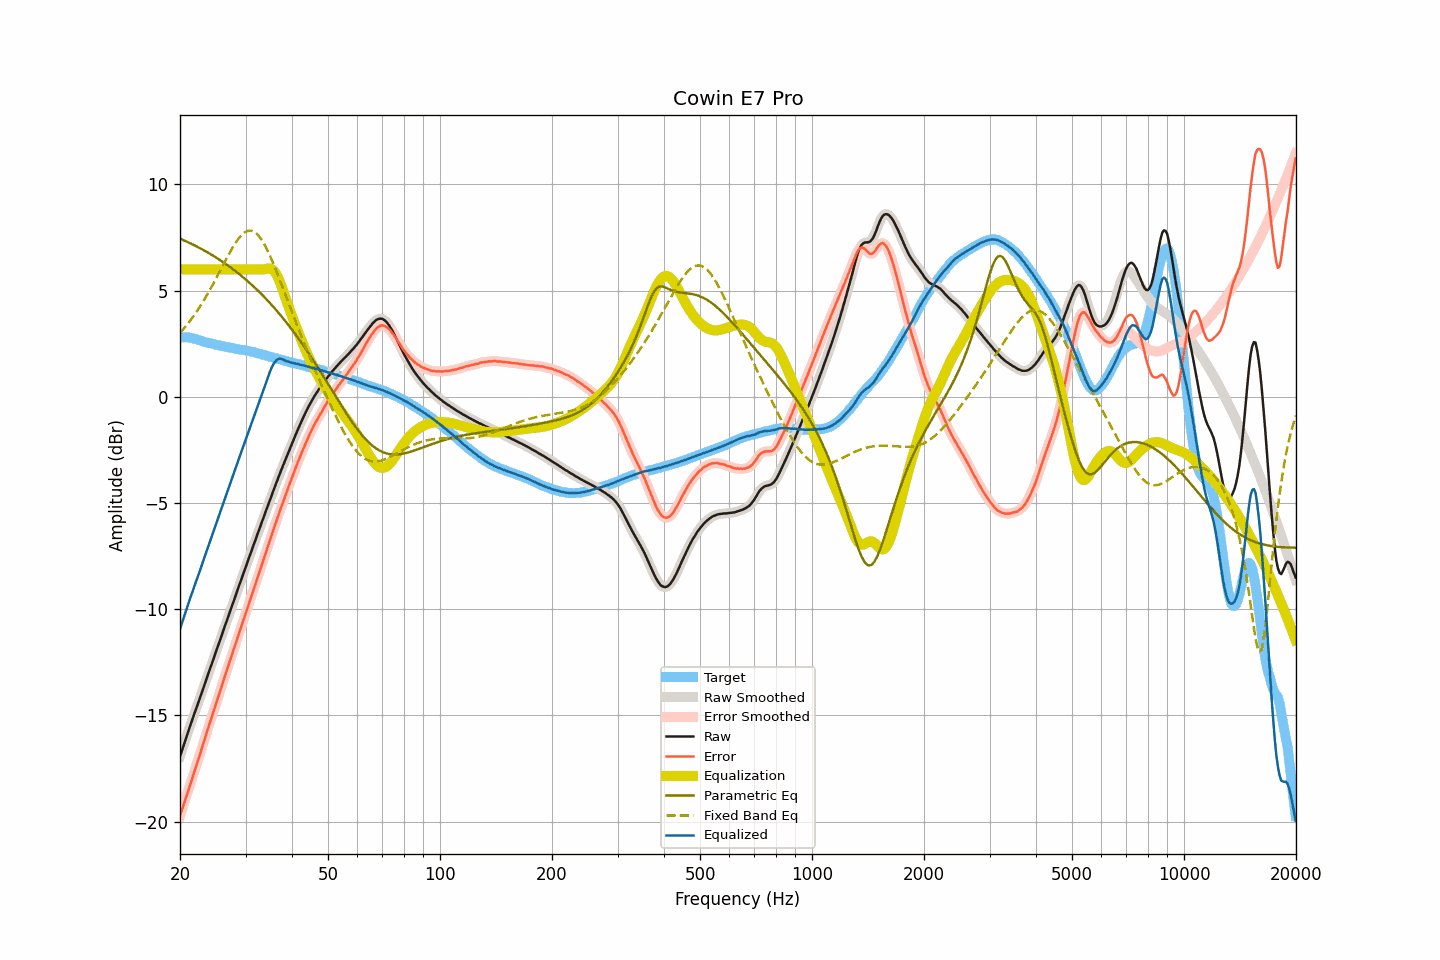 Cowin E7 Pro
Amplitude (dBr)
10
5
0
−5
−10
−15
−20
Target
Raw Smoothed
Error Smoothed
Raw
Error
Equalization
Parametric Eq
Fixed Band Eq
Equalized
20 50 100 200 500 1000 2000 5000 10000 20000
Frequency (Hz)